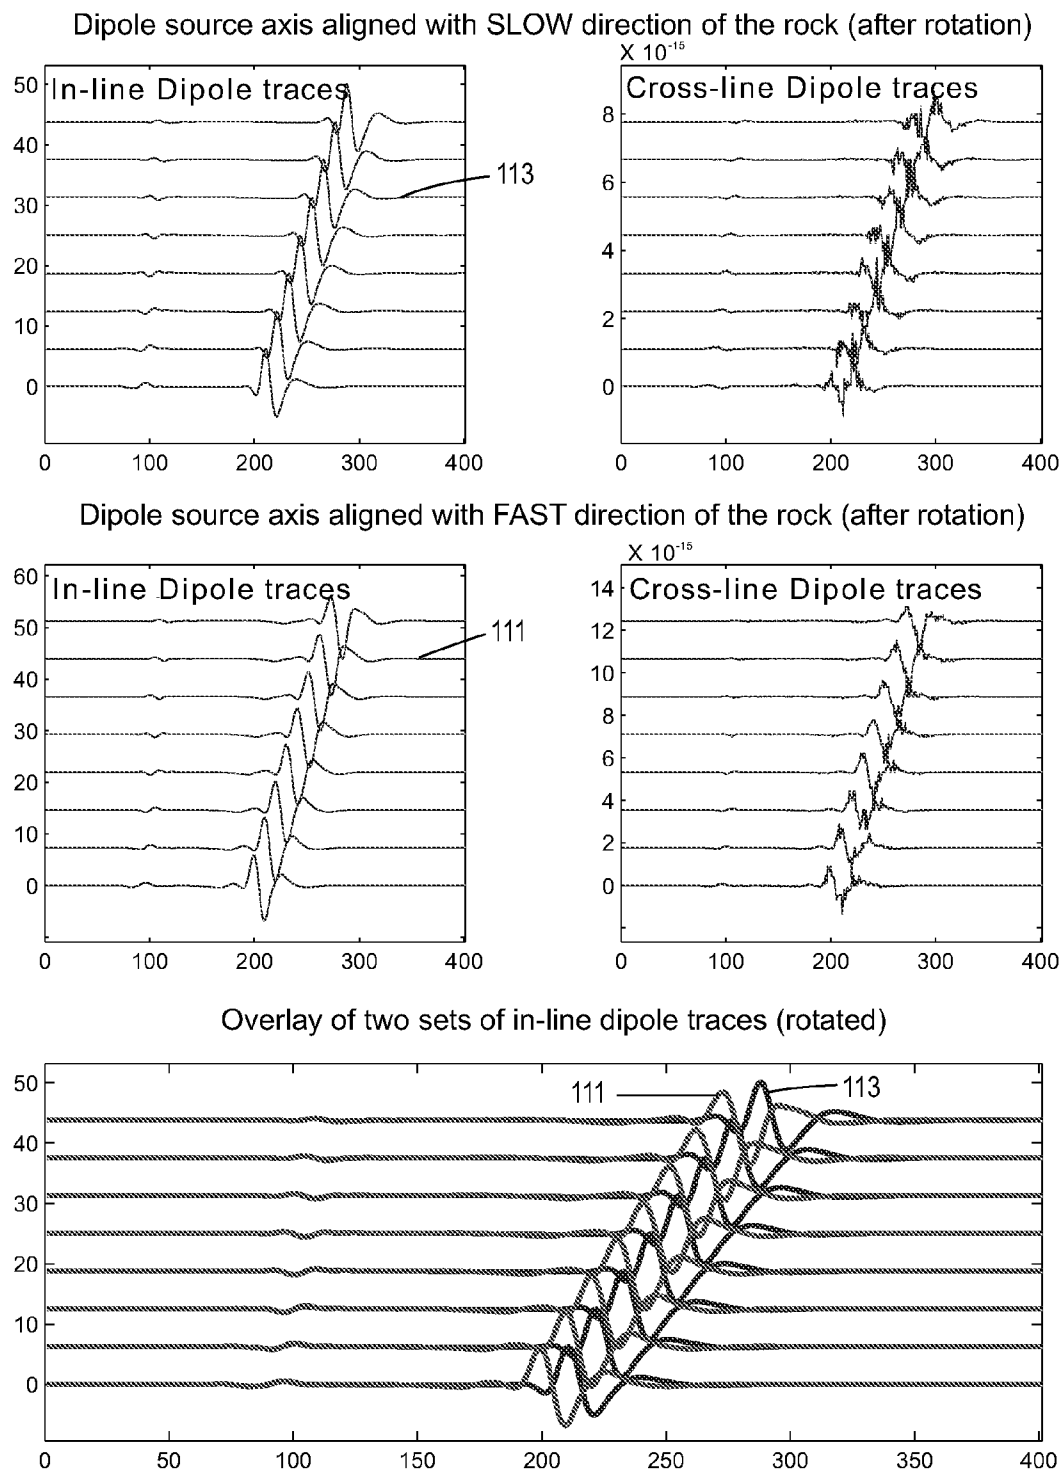 Dipole source axis aligned with SLOW direction of the rock (after rotation)
X 10-15
In-line Dipole traces
Cross-line Dipole traces
50
40
30
20
10
0
113
8
6
4
2
0
0 100 200 300 400
0 100 200 300 400
Dipole source axis aligned with FAST direction of the rock (after rotation)
X 10-15
In-line Dipole traces
Cross-line Dipole traces
60
50
40
30
20
10
0
111
14
12
10
8
6
4
2
0
0 100 200 300 400
0 100 200 300 400
Overlay of two sets of in-line dipole traces (rotated)
50
40
30
20
10
0
111
113
0 50 100 150 200 250 300 350 400